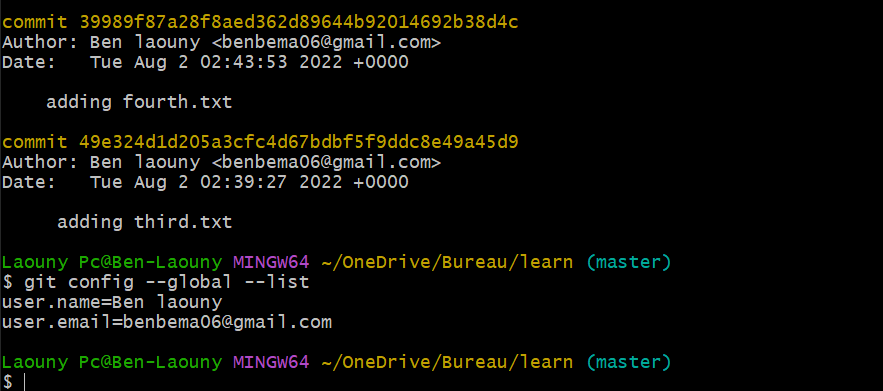 commit 39989f87a28f8aed362d89644b92014692b38d4c
Author: Ben laouny <benbema06@gmail.com>
Date:   Tue Aug 2 02:43:53 2022 +0000
    adding fourth.txt
commit 49e324d1d205a3cfc4d67bdbf5f9ddc8e49a45d9
Author: Ben laouny <benbema06@gmail.com>
Date:   Tue Aug 2 02:39:27 2022 +0000
     adding third.txt
Laouny Pc@Ben-Laouny MINGW64 ~/OneDrive/Bureau/learn (master)
$ git config --global --list
user.name=Ben laouny
user.email=benbema06@gmail.com
Laouny Pc@Ben-Laouny MINGW64 ~/OneDrive/Bureau/learn (master)
$